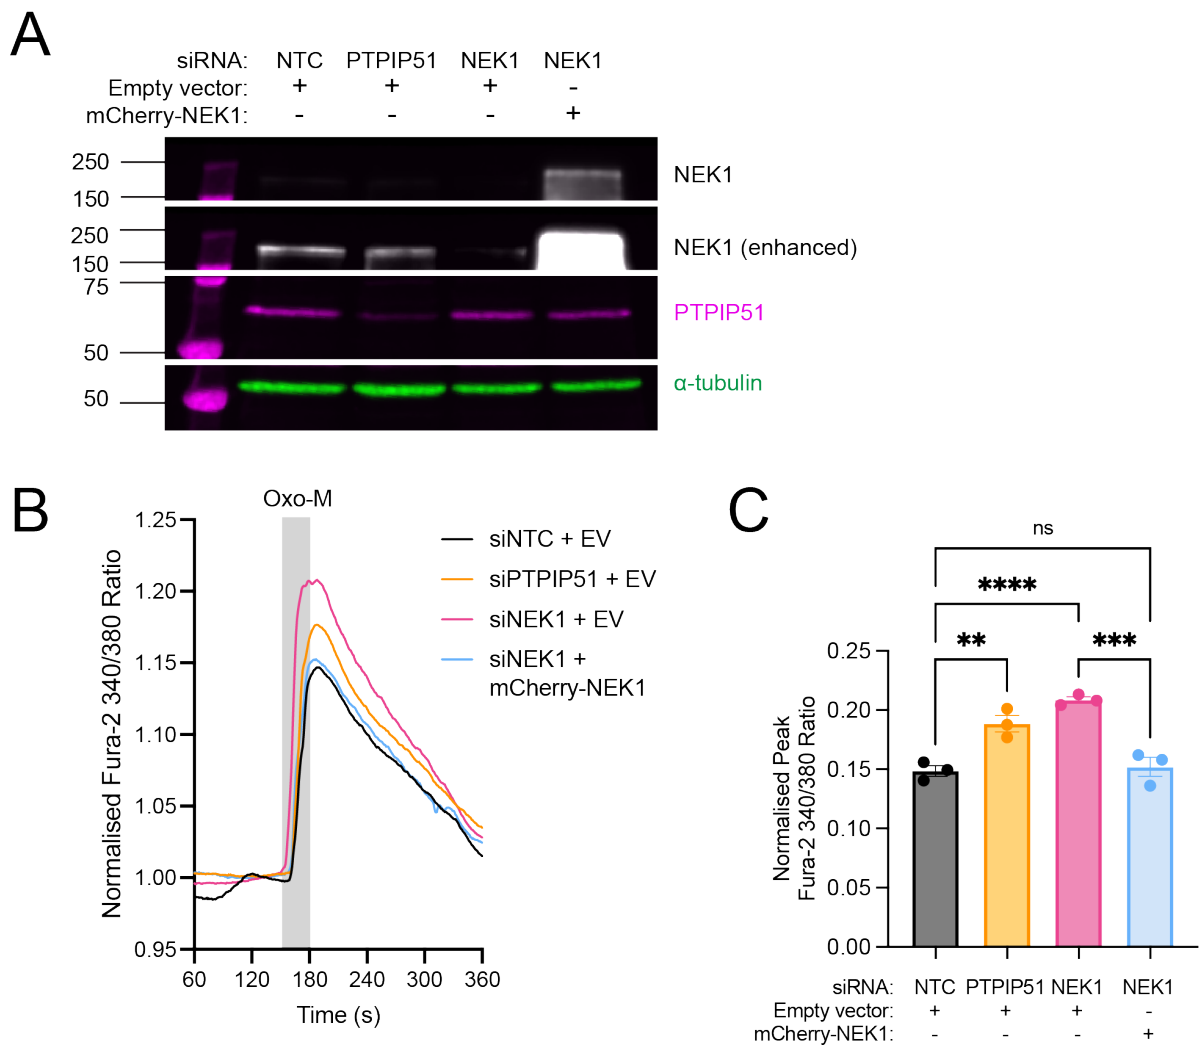 A
siRNA: NTC PTPIP51 NEK1 NEK1
Empty vector: + + + -
mCherry-NEK1: - - - +
250
150
NEK1
250
150
NEK1 (enhanced)
75
50
PTPIP51
50
α-tubulin
B
Oxo-M
1.25
1.20
1.15
1.10
1.05
1.00
0.95
Normalised Fura-2 340/380 Ratio
60 120 180 240 300 360
Time (s)
siNTC + EV
siPTPIP51 + EV
siNEK1 + EV
siNEK1 +
mCherry-NEK1
C
ns
****
** ***
0.25
0.20
0.15
0.10
0.05
0.00
Normalised Peak
Fura-2 340/380 Ratio
siRNA: NTC PTPIP51 NEK1 NEK1
Empty vector: + + + -
mCherry-NEK1: - - - +